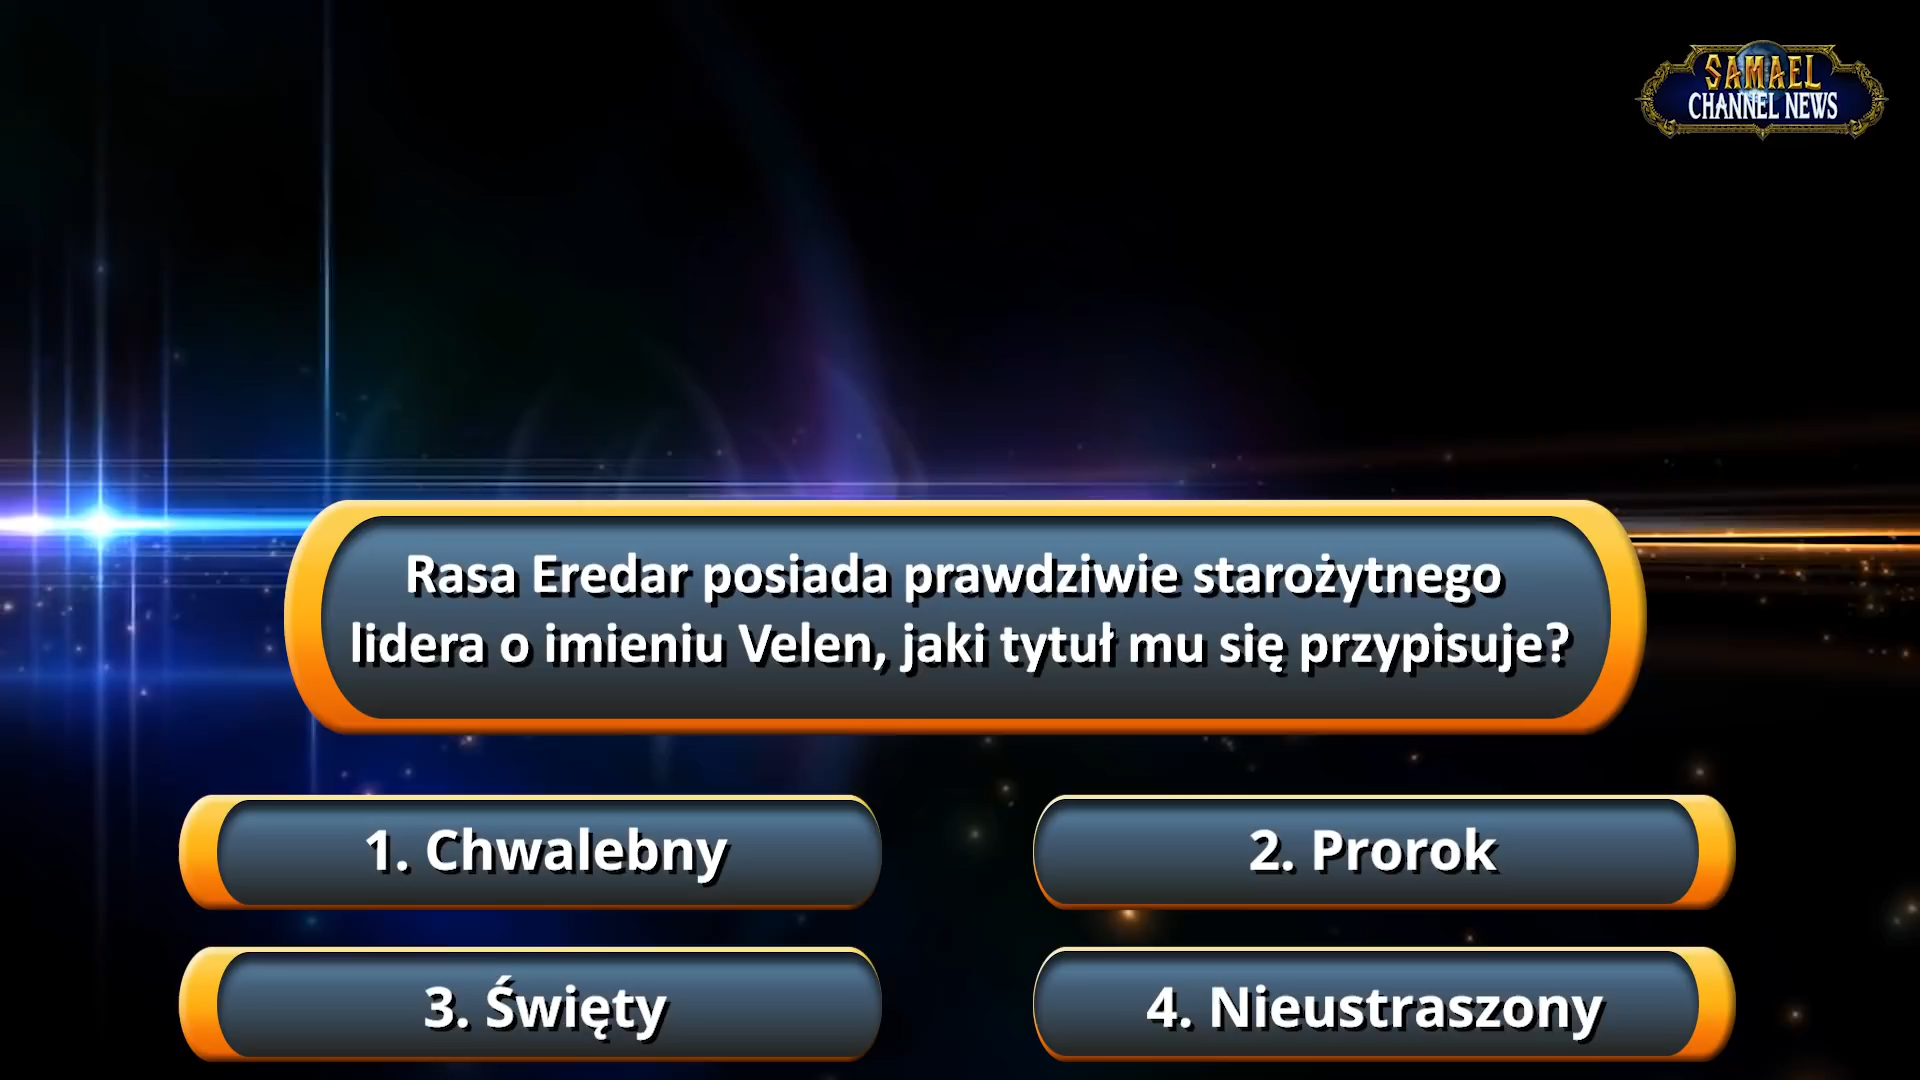 SAMAEL
CHANNEL NEWS
Rasa Eredar posiada prawdziwie starożytnego
lidera o imieniu Velen, jaki tytuł mu się przypisuje?
1. Chwalebny
2. Prorok
3. Święty
4. Nieustraszony